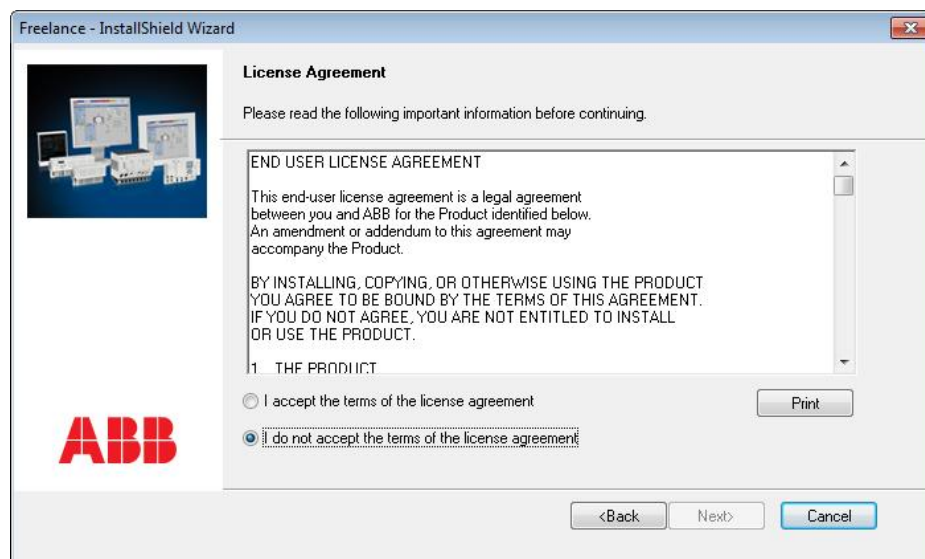 Freelance - InstallShield Wizard
License Agreement
Please read the following important information before continuing.
END USER LICENSE AGREEMENT
This end-user license agreement is a legal agreement
between you and ABB for the Product identified below.
An amendment or addendum to this agreement may
accompany the Product.
BY INSTALLING, COPYING, OR OTHERWISE USING THE PRODUCT
YOU AGREE TO BE BOUND BY THE TERMS OF THIS AGREEMENT.
IF YOU DO NOT AGREE, YOU ARE NOT ENTITLED TO INSTALL
OR USE THE PRODUCT.
1. THE PRODUCT
I accept the terms of the license agreement
Print
I do not accept the terms of the license agreement
ABB
<Back
Next>
Cancel